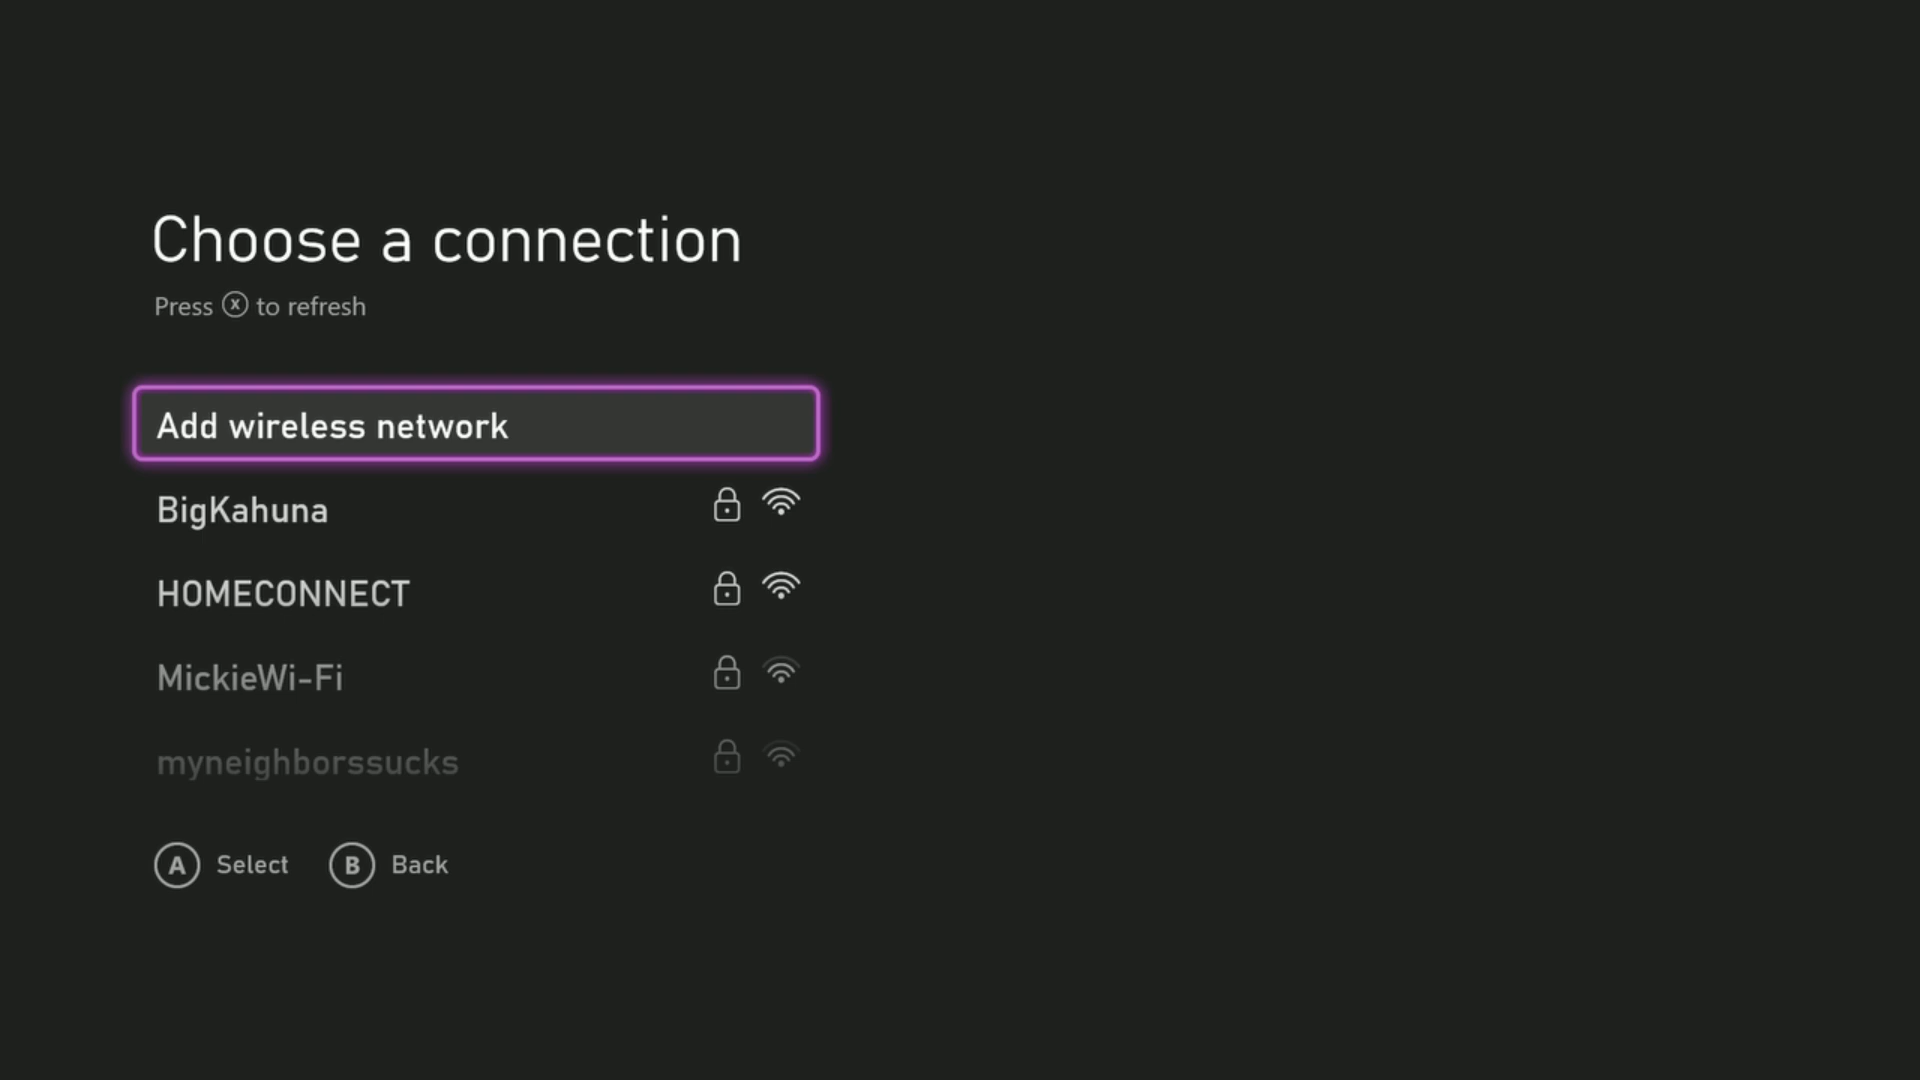 Choose a connection
Press X to refresh
Add wireless network
BigKahuna
HOMECONNECT
MickieWi-Fi
myneighborssucks
A Select B Back